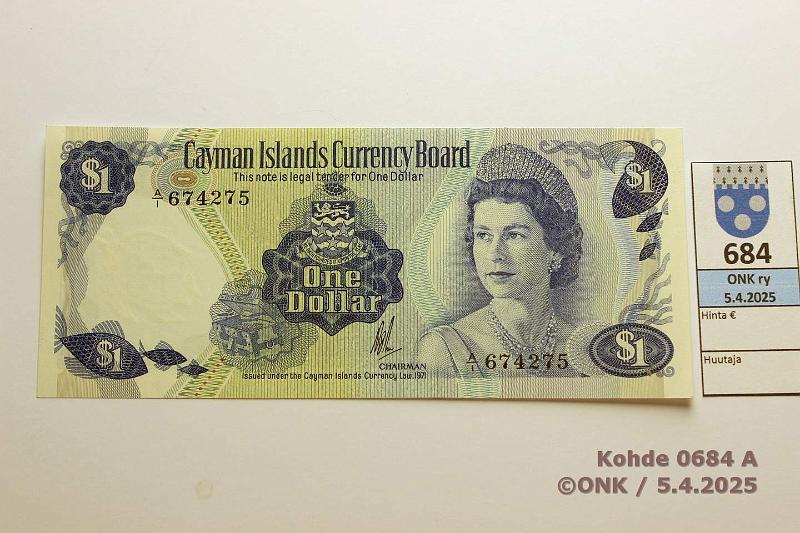 Cayman Islands Currency Board
This note is legal tender for One Dollar
$1
$1
A/1 674275
One
Dollar
$1
A/1 674275
$1
CHAIRMAN
Issued under the Cayman Islands Currency Law. 1971
684
ONK ry
5.4.2025
Hinta €
Huutaja
Kohde 0684 A
©ONK / 5.4.2025